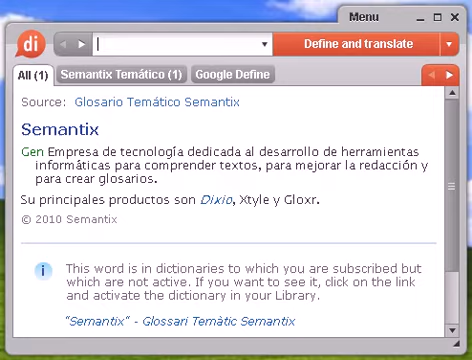 Menu
di
Define and translate
All (1)
Semantix Temático (1)
Google Define
Source: Glosario Temático Semantix
Semantix
Gen Empresa de tecnología dedicada al desarrollo de herramientas
informáticas para comprender textos, para mejorar la redacción y
para crear glosarios.
Su principales producтos son Dixio, Xtyle y Gloxr.
© 2010 Semantix
i
This word is in dictionaries to which you are subscribed but
which are not active. If you want to see it, click on the link
and activate the dictionary in your Library.
"Semantix" - Glossari Temàtic Semantix